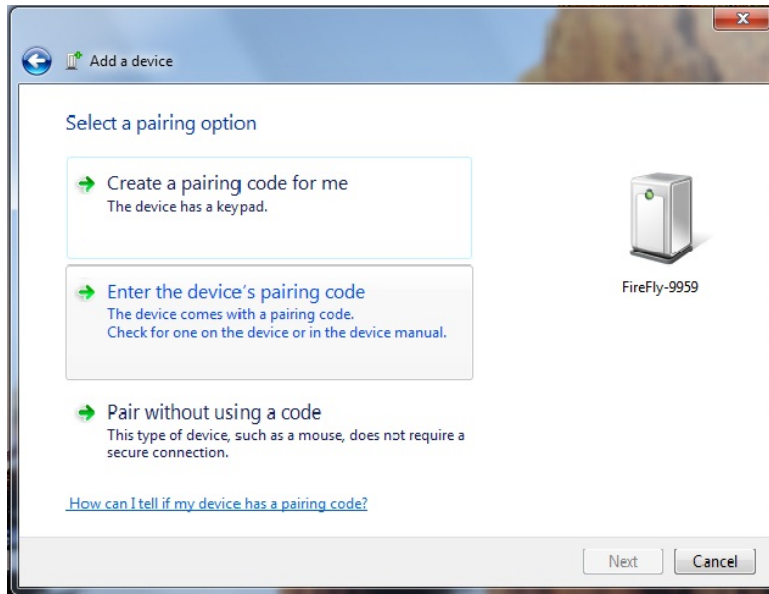 Add a device
Select a pairing option
Create a pairing code for me
The device has a keypad.
Enter the device's pairing code
The device comes with a pairing code.
Check for one on the device or in the device manual.
FireFly-9959
Pair without using a code
This type of device, such as a mouse, does not require a
secure connection.
How can I tell if my device has a pairing code?
Next
Cancel